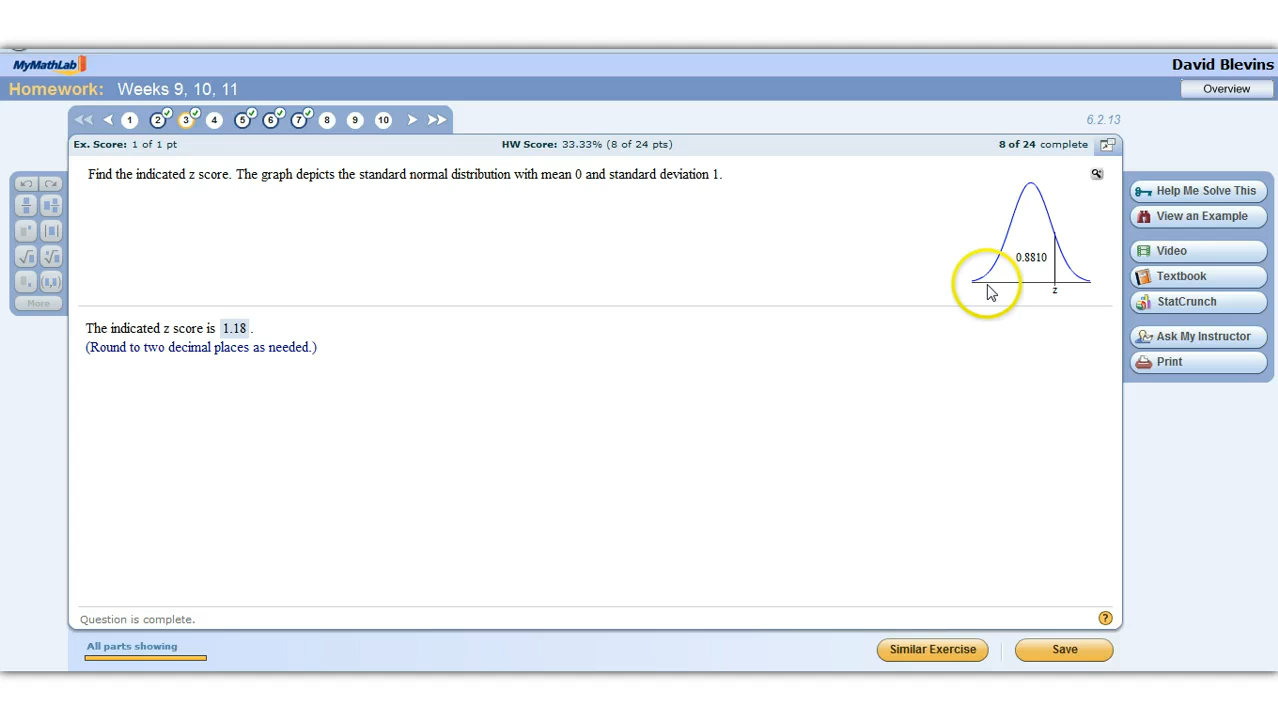 MyMathLab
David Blevins
Homework: Weeks 9, 10, 11
Overview
1 2 3 4 5 6 7 8 9 10
6.2.13
Ex. Score: 1 of 1 pt
HW Score: 33.33% (8 of 24 pts)
8 of 24 complete
Find the indicated z score. The graph depicts the standard normal distribution with mean 0 and standard deviation 1.
0.8810
z
The indicated z score is 1.18 .
(Round to two decimal places as needed.)
More
Help Me Solve This
View an Example
Video
Textbook
StatCrunch
Ask My Instructor
Print
Question is complete.
?
All parts showing
Similar Exercise
Save